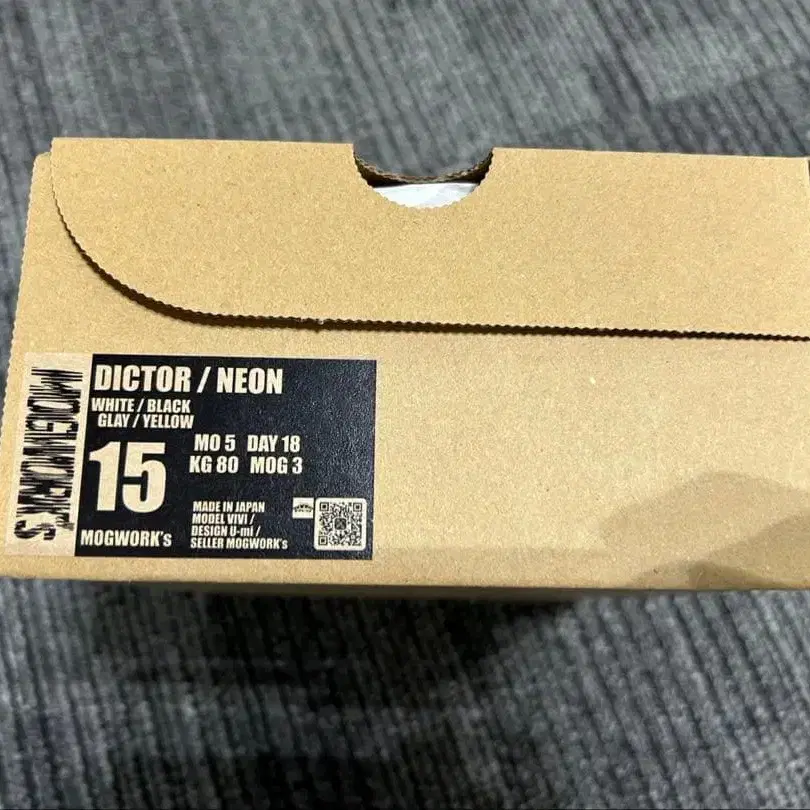 MOGWORK'S
DICTOR / NEON
WHITE / BLACK
GLAY / YELLOW
15
MO 5 DAY 18
KG 80 MOG 3
MOGWORK's
MADE IN JAPAN
MODEL VIVI /
DESIGN U-mi /
SELLER MOGWORK's